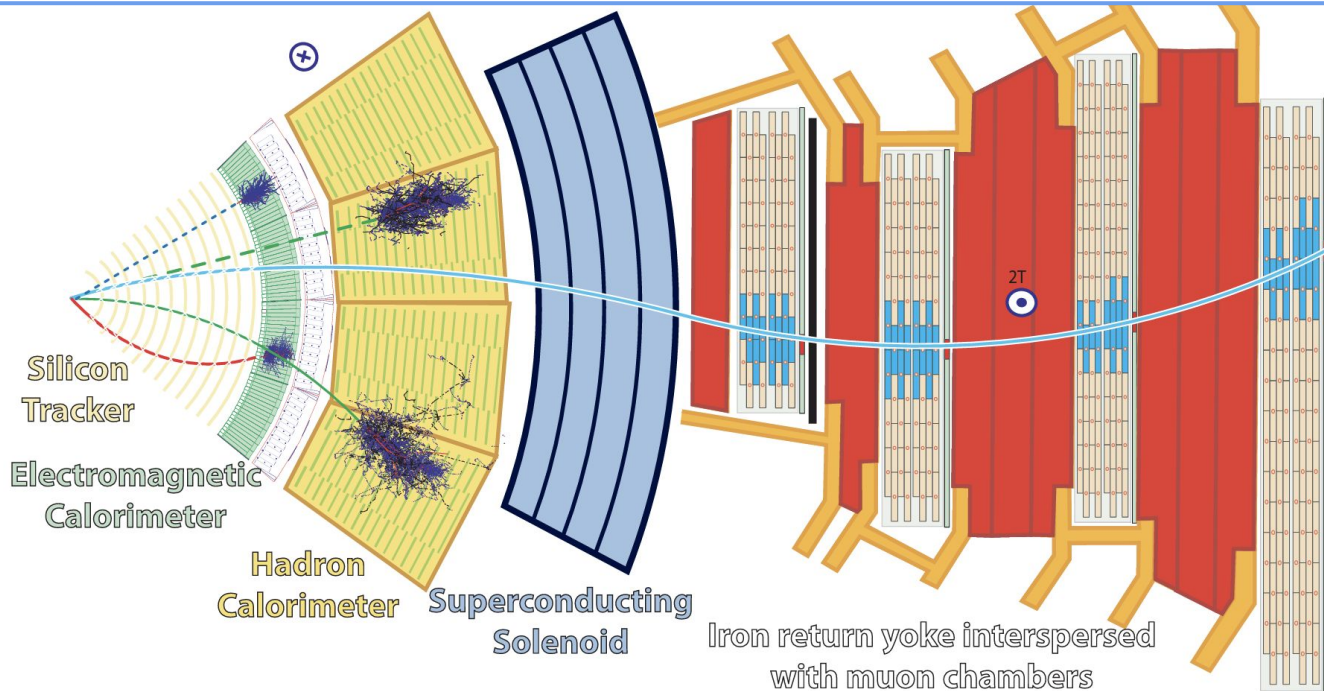 2T
Silicon
Tracker
Electromagnetic
Calorimeter
Hadron
Calorimeter
Superconducting
Solenoid
Iron return yoke interspersed
with muon chambers